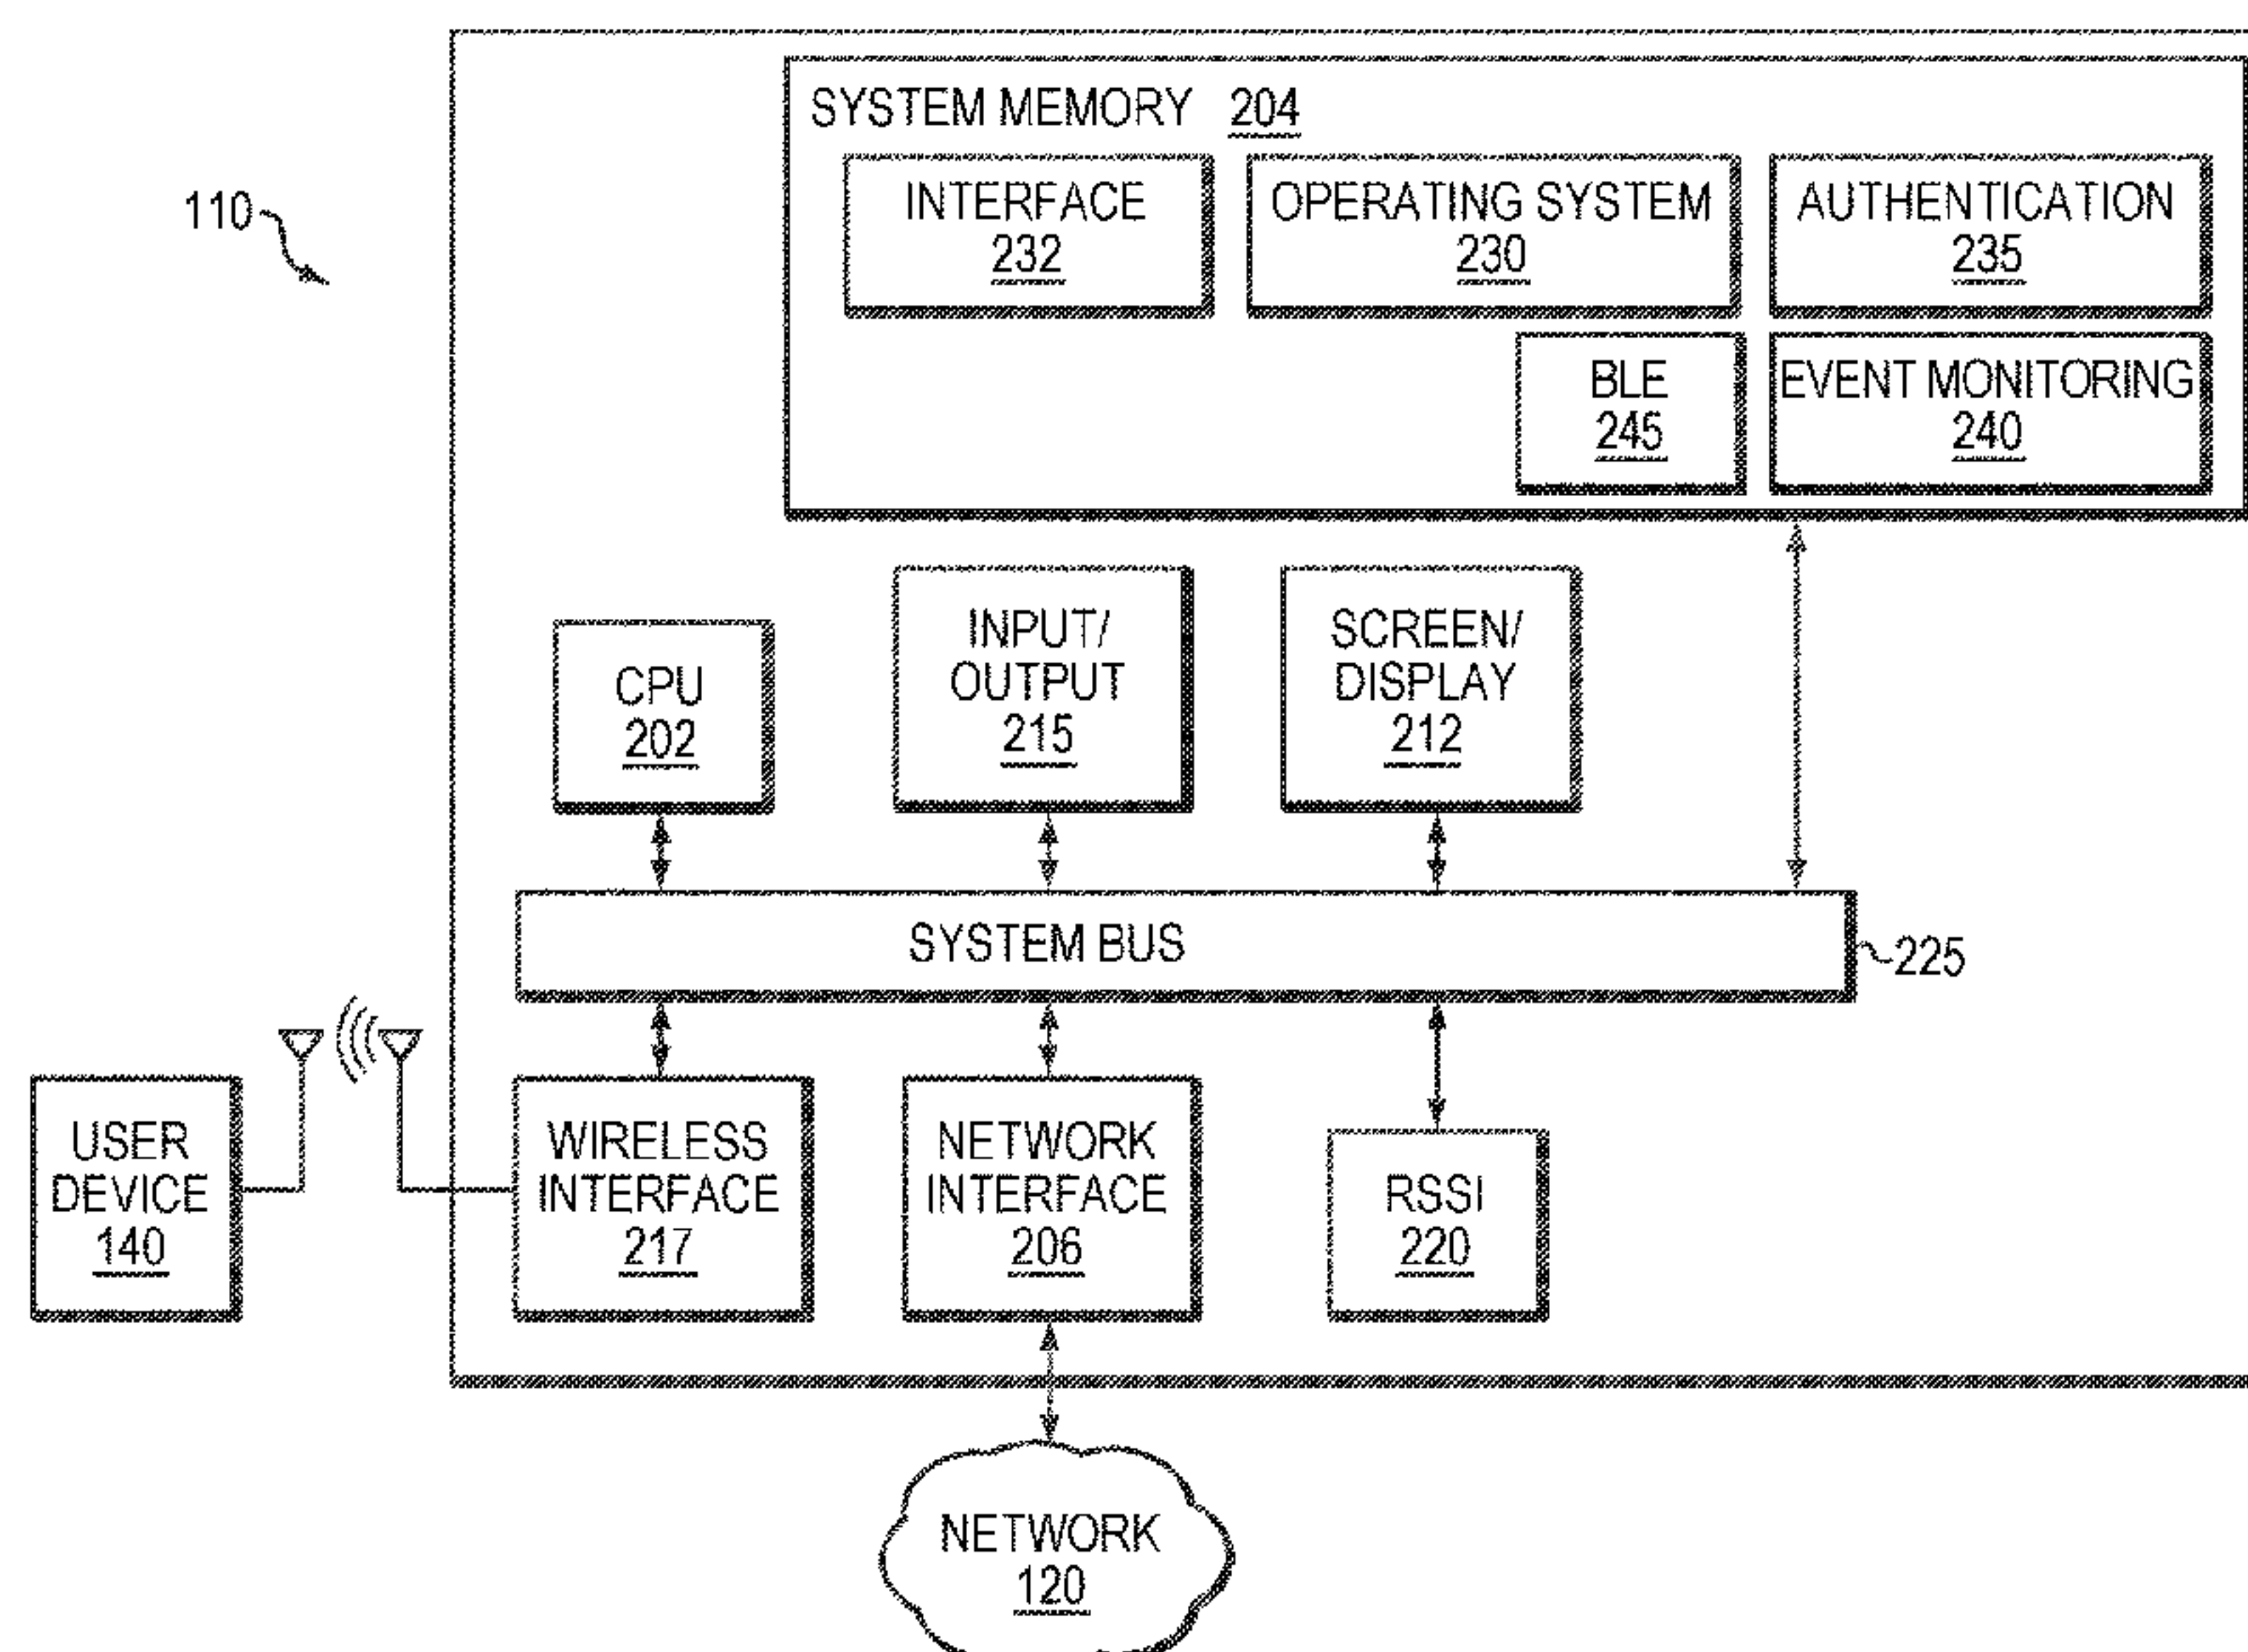 SYSTEM MEMORY 204
INTERFACE
232
OPERATING SYSTEM
230
AUTHENTICATION
235
110
BLE
245
EVENT MONITORING
240
CPU
202
INPUT/
OUTPUT
215
SCREEN/
DISPLAY
212
SYSTEM BUS
225
USER
DEVICE
140
WIRELESS
INTERFACE
217
NETWORK
INTERFACE
206
RSSI
220
NETWORK
120